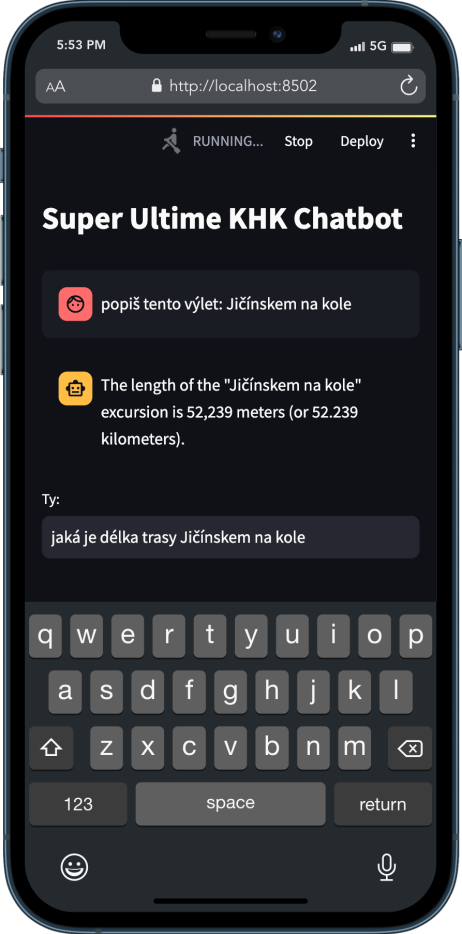 5:53 PM
5G
AA
http://localhost:8502
RUNNING...
Stop
Deploy
Super Ultime KHK Chatbot
popiš tento výlet: Jičínskem na kole
The length of the "Jičínskem na kole"
excursion is 52,239 meters (or 52.239
kilometers).
Ty:
jaká je délka trasy Jičínskem na kole
q w e r t y u i o p
a s d f g h j k l
z x c v b n m
123 space return